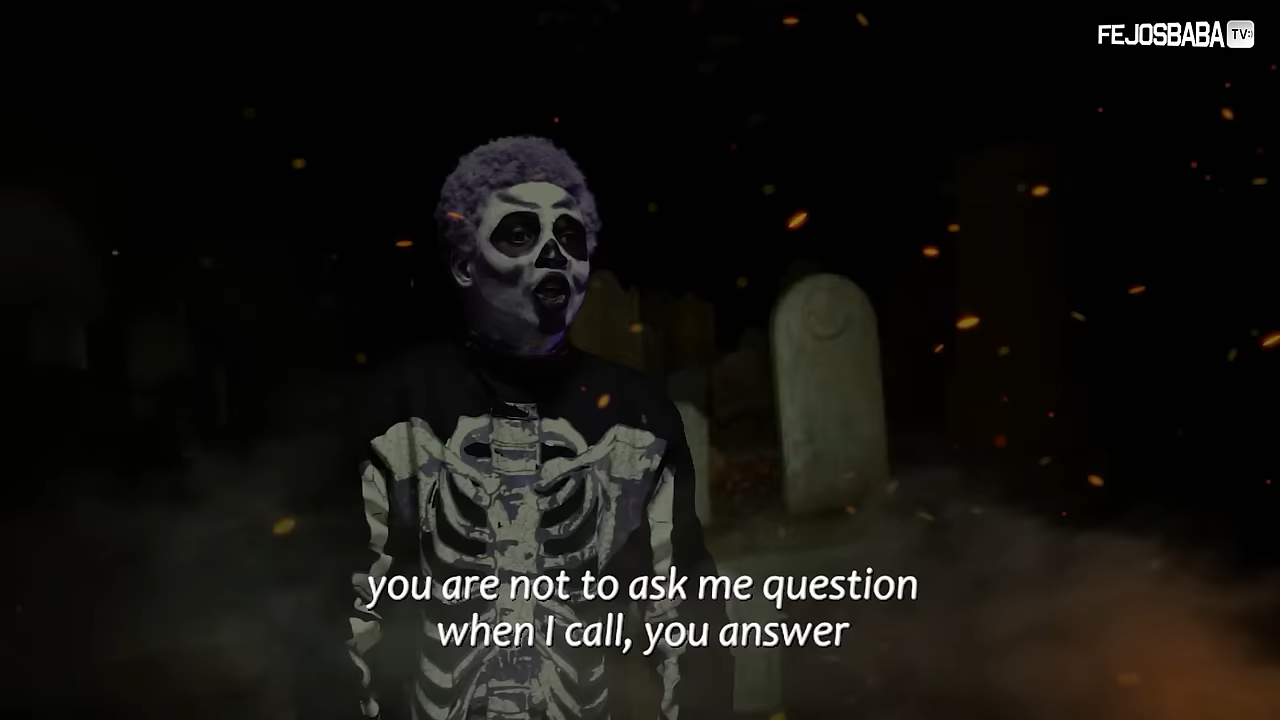 FEJOSBABA TV:)
you are not to ask me question
when I call, you answer